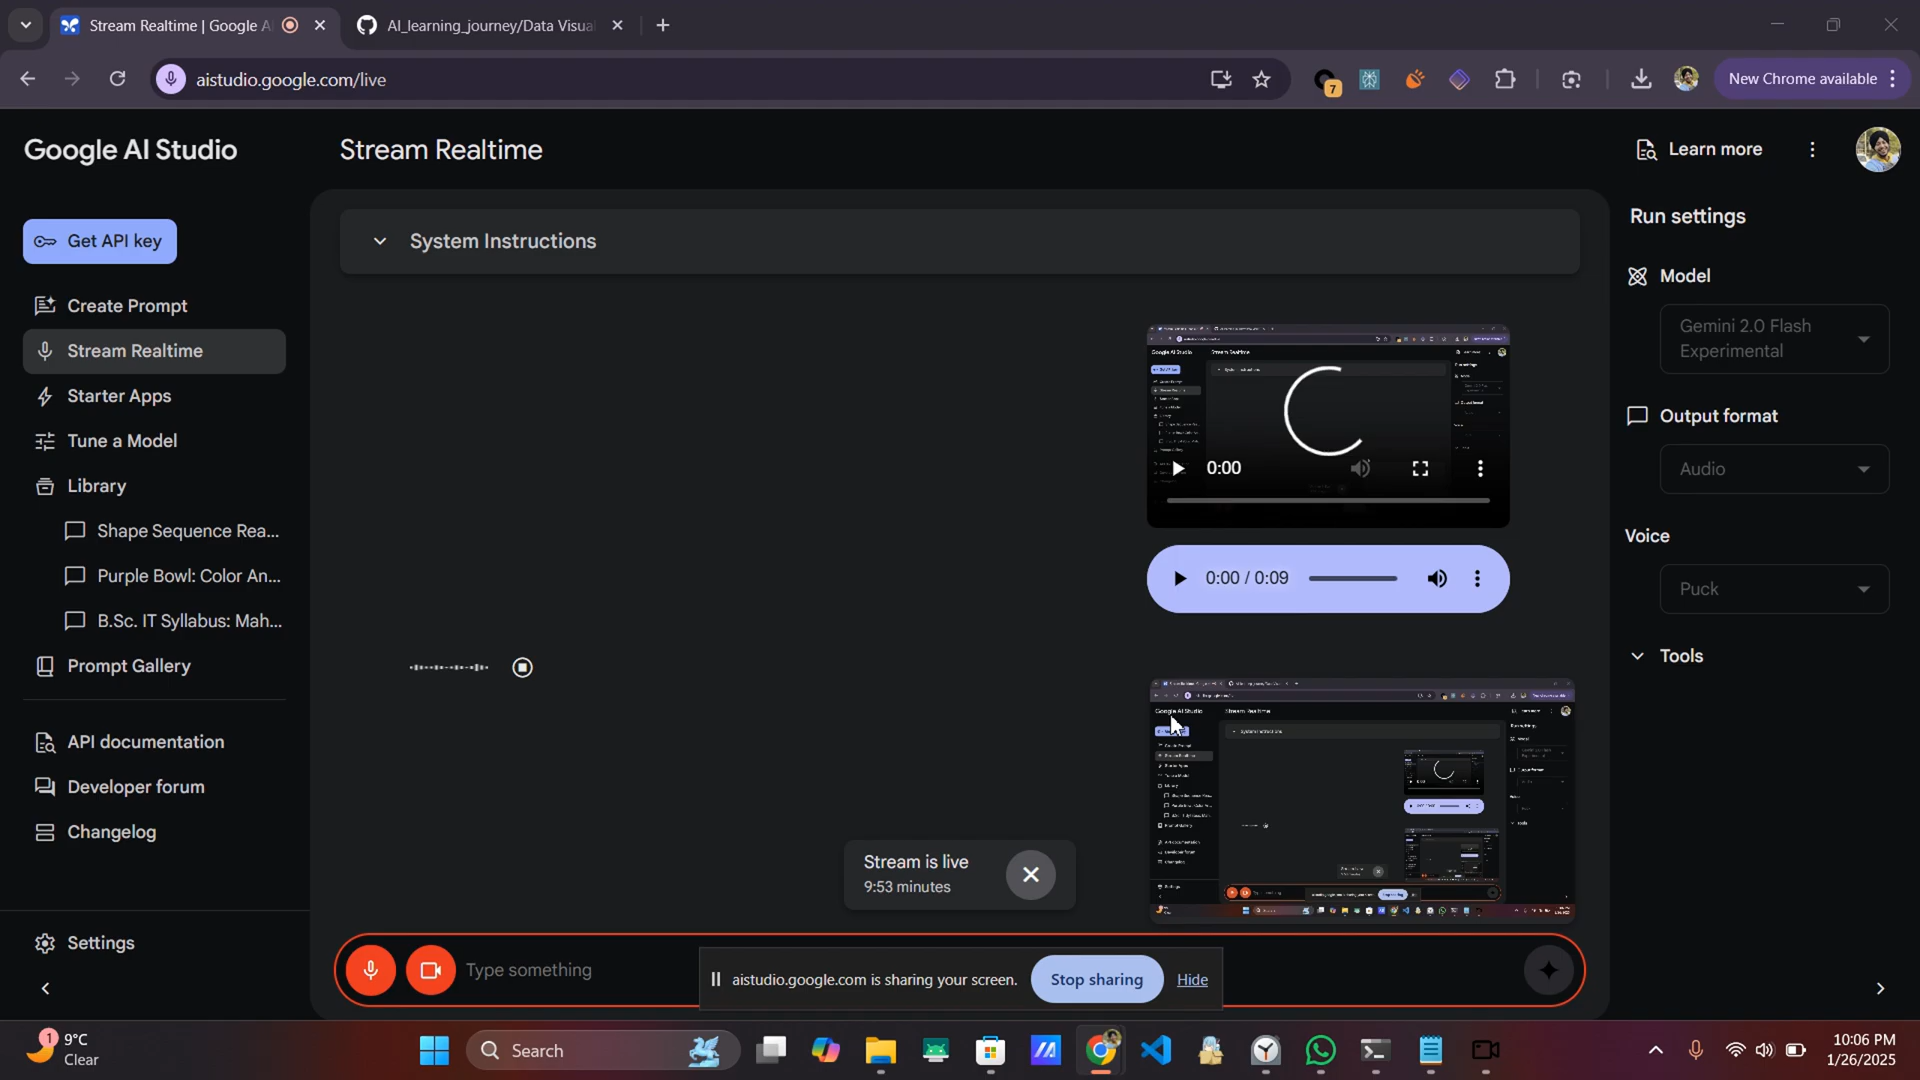 Stream Realtime | Google AI
AI_learning_journey/Data Visual
aistudio.google.com/live
7
New Chrome available
Google AI Studio
Stream Realtime
Learn more
Get API key
System Instructions
Run settings
Create Prompt
Model
Stream Realtime
Gemini 2.0 Flash
Experimental
Starter Apps
Output format
Tune a Model
Audio
Library
0:00
Shape Sequence Rea...
Voice
Purple Bowl: Color An...
0:00 / 0:09
Puck
B.Sc. IT Syllabus: Mah...
Prompt Gallery
Tools
API documentation
Developer forum
Changelog
Stream is live
9:53 minutes
Settings
Type something
aistudio.google.com is sharing your screen.
Stop sharing
Hide
1
9°C
Clear
Search
10:06 PM
1/26/2025